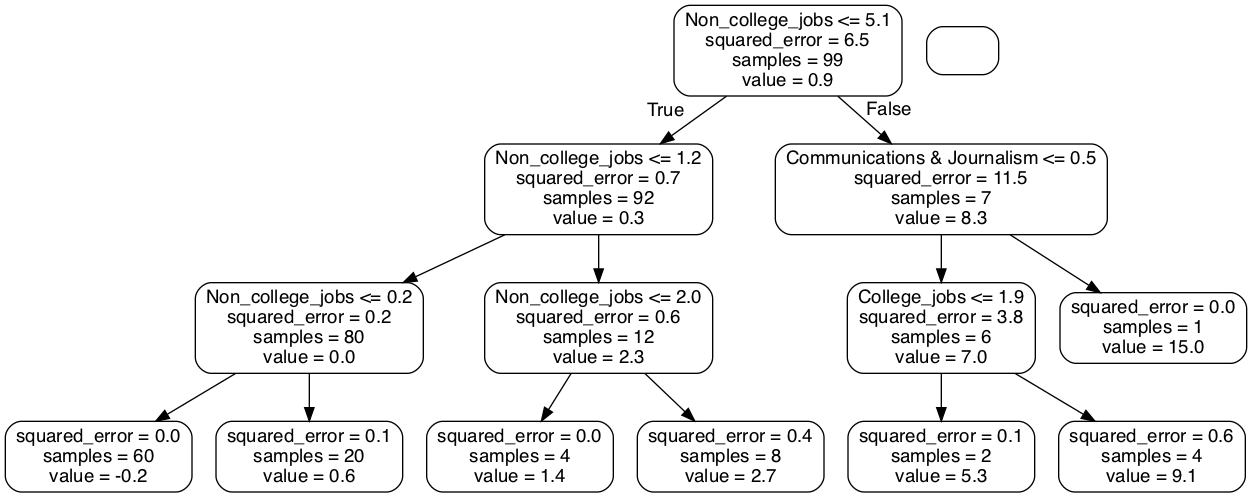 Non_college_jobs <= 5.1
squared_error = 6.5
samples = 99
value = 0.9
True
False
Non_college_jobs <= 1.2
squared_error = 0.7
samples = 92
value = 0.3
Communications & Journalism <= 0.5
squared_error = 11.5
samples = 7
value = 8.3
Non_college_jobs <= 0.2
squared_error = 0.2
samples = 80
value = 0.0
Non_college_jobs <= 2.0
squared_error = 0.6
samples = 12
value = 2.3
College_jobs <= 1.9
squared_error = 3.8
samples = 6
value = 7.0
squared_error = 0.0
samples = 1
value = 15.0
squared_error = 0.0
samples = 60
value = -0.2
squared_error = 0.1
samples = 20
value = 0.6
squared_error = 0.0
samples = 4
value = 1.4
squared_error = 0.4
samples = 8
value = 2.7
squared_error = 0.1
samples = 2
value = 5.3
squared_error = 0.6
samples = 4
value = 9.1